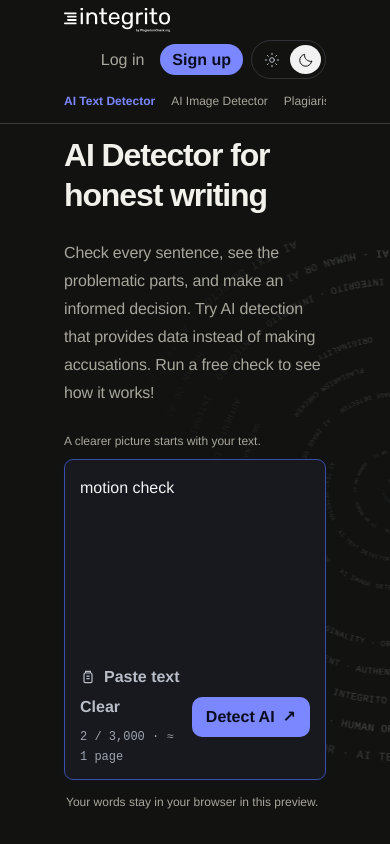 integrito
by PlagiarismCheck.org
Log in
Sign up
AI Text Detector
AI Image Detector
Plagiaris
AI Detector for
honest writing
Check every sentence, see the
problematic parts, and make an
informed decision. Try AI detection
that provides data instead of making
accusations. Run a free check to see
how it works!
A clearer picture starts with your text.
motion check
Paste text
Clear
Detect AI ↗
2 / 3,000 · ≈
1 page
Your words stay in your browser in this preview.